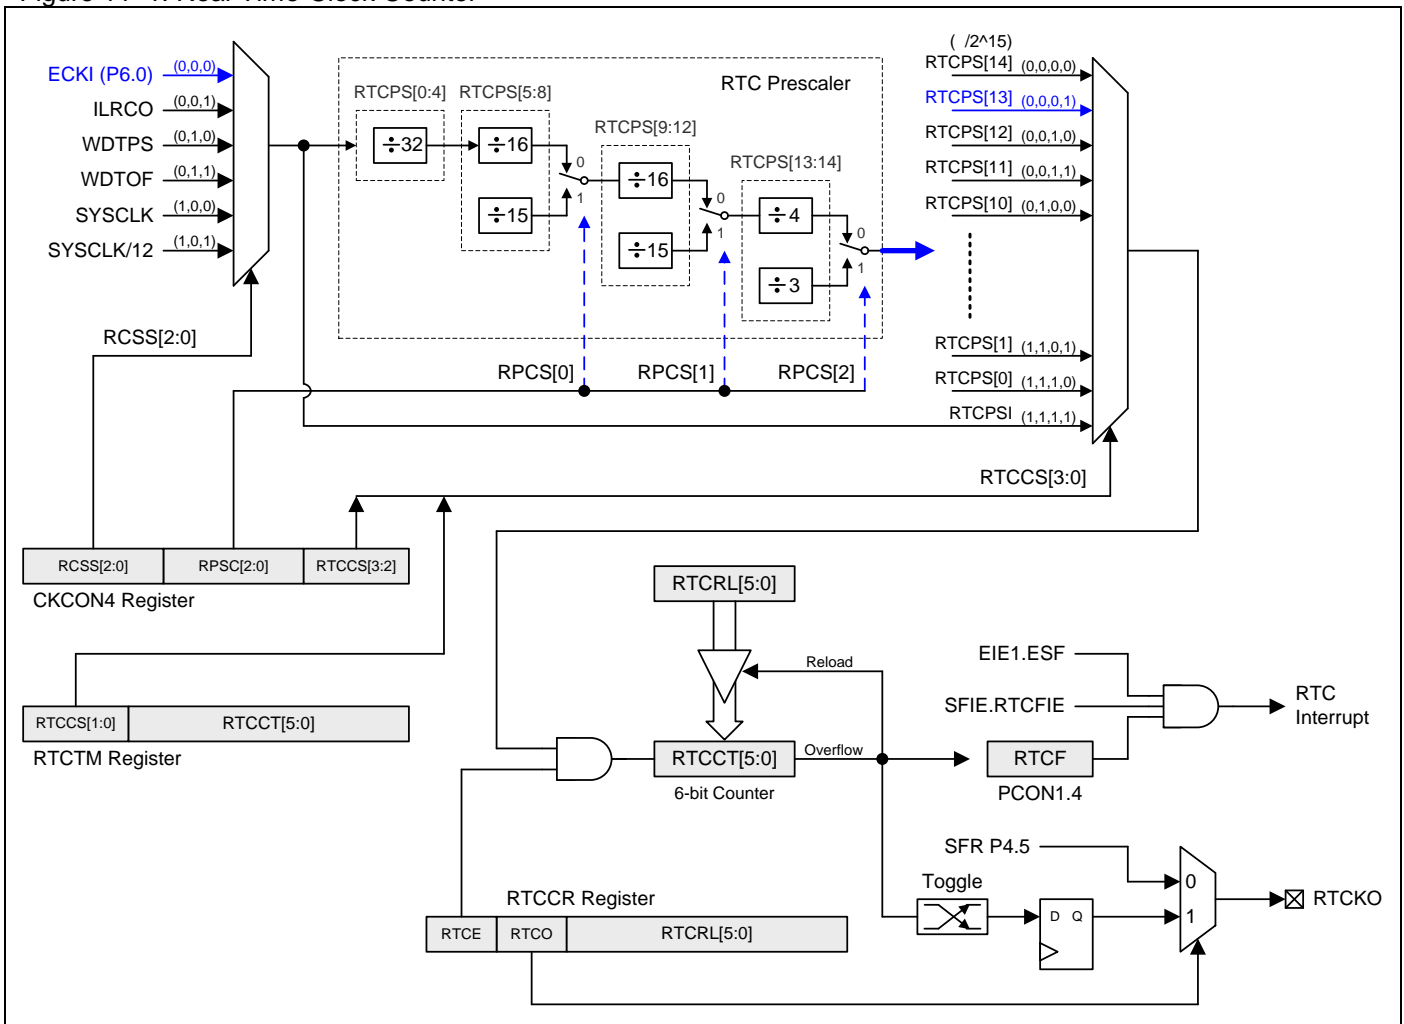 Figure 11–1. Real-Time-Clock Counter
ECKI (P6.0) (0,0,0)
ILRCO (0,0,1)
WDTPS (0,1,0)
WDTOF (0,1,1)
SYSCLK (1,0,0)
SYSCLK/12 (1,0,1)
RCSS[2:0]
RTC Prescaler
RTCPS[0:4]
÷32
RTCPS[5:8]
÷16
÷15
0
1
RTCPS[9:12]
÷16
÷15
0
1
RTCPS[13:14]
÷4
÷3
0
1
RPCS[0]
RPCS[1]
RPCS[2]
( /2^15)
RTCPS[14] (0,0,0,0)
RTCPS[13] (0,0,0,1)
RTCPS[12] (0,0,1,0)
RTCPS[11] (0,0,1,1)
RTCPS[10] (0,1,0,0)
RTCPS[1] (1,1,0,1)
RTCPS[0] (1,1,1,0)
RTCPSI (1,1,1,1)
RTCCS[3:0]
RCSS[2:0] RPSC[2:0] RTCCS[3:2]
CKCON4 Register
RTCCS[1:0] RTCCT[5:0]
RTCTM Register
RTCRL[5:0]
Reload
RTCCT[5:0]
Overflow
6-bit Counter
EIE1.ESF
SFIE.RTCFIE
RTCF
PCON1.4
RTC
Interrupt
SFR P4.5
Toggle
D Q
0
1
RTCKO
RTCCR Register
RTCE RTCO RTCRL[5:0]